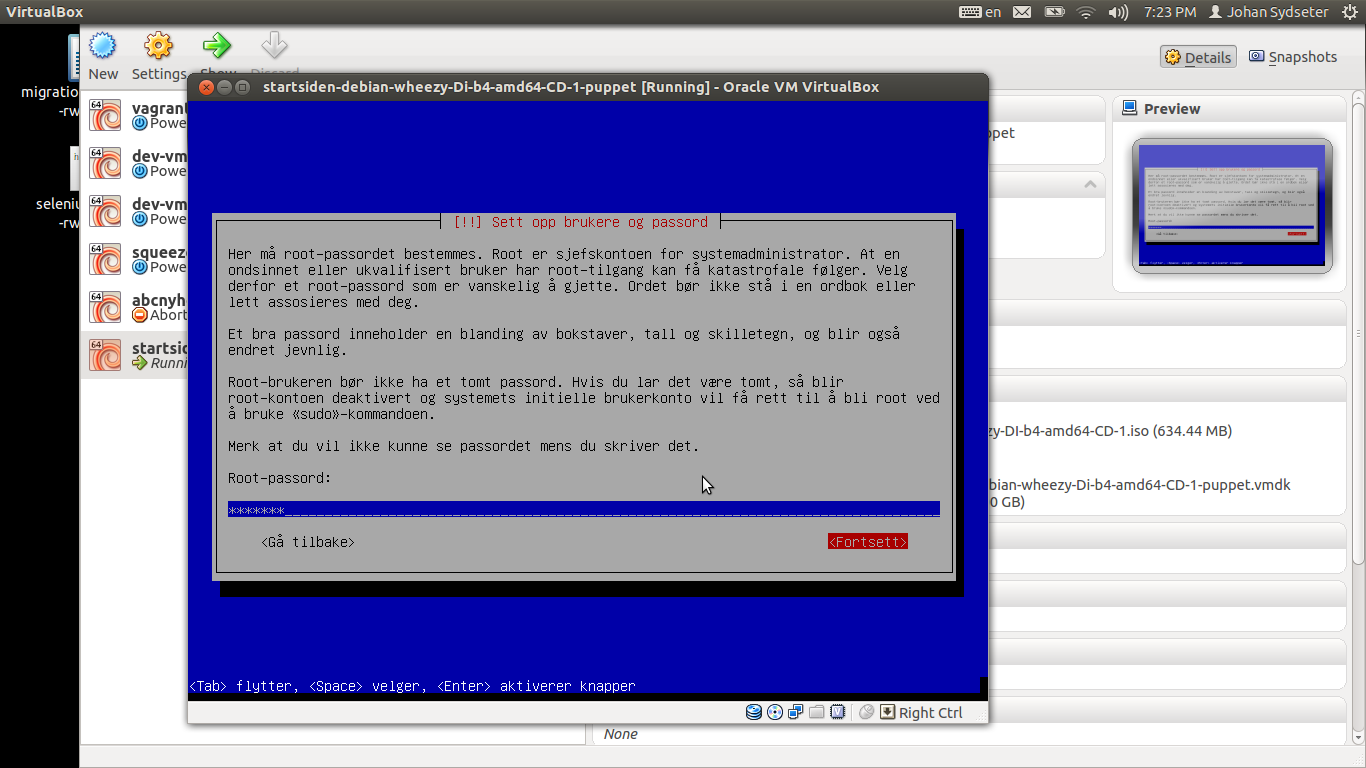 VirtualBox
en
7:23 PM
Johan Sydseter
migratio
-rw
seleniu
-rw
New
Settings
Show
Discard
Details
Snapshots
64
vagrant
Powe
64
dev-vm
Powe
64
dev-vm
Powe
64
squeeze
Powe
64
abcnyh
Abort
64
startsid
Runni
startsiden-debian-wheezy-Di-b4-amd64-CD-1-puppet [Running] - Oracle VM VirtualBox
[!!] Sett opp brukere og passord
Her må root-passordet bestemmes. Root er sjefskontoen for systemadministrator. At en
ondsinnet eller ukvalifisert bruker har root-tilgang kan få katastrofale følger. Velg
derfor et root-passord som er vanskelig å gjette. Ordet bør ikke stå i en ordbok eller
lett assosieres med deg.
Et bra passord inneholder en blanding av bokstaver, tall og skilletegn, og blir også
endret jevnlig.
Root-brukeren bør ikke ha et tomt passord. Hvis du lar det være tomt, så blir
root-kontoen deaktivert og systemets initielle brukerkonto vil få rett til å bli root ved
å bruke «sudo»-kommandoen.
Merk at du vil ikke kunne se passordet mens du skriver det.
Root-passord:
*******
<Gå tilbake>
<Fortsett>
<Tab> flytter, <Space> velger, <Enter> aktiverer knapper
Right Ctrl
Preview
ppet
zy-DI-b4-amd64-CD-1.iso (634.44 MB)
bian-wheezy-Di-b4-amd64-CD-1-puppet.vmdk
0 GB)
None